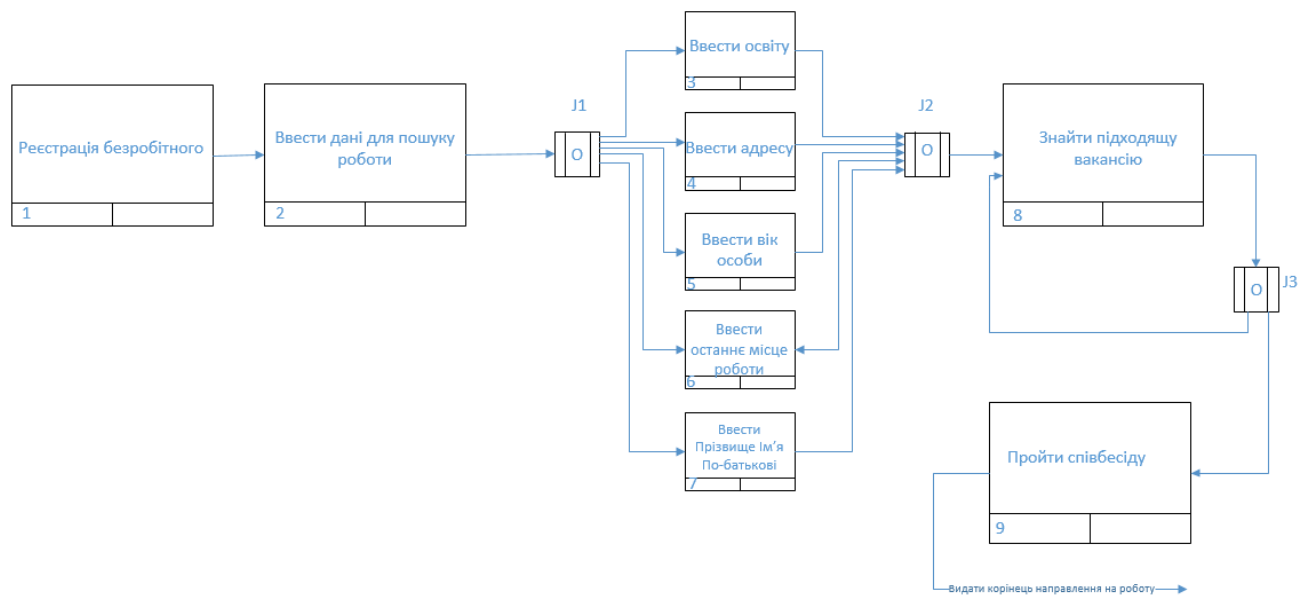 Реєстрація безробітного
1
Ввести дані для пошуку
роботи
2
J1
О
Ввести освіту
3
Ввести адресу
4
Ввести вік
особи
5
Ввести
останнє місце
роботи
6
Ввести
Прізвище Ім'я
По-батькові
7
J2
О
Знайти підходящу
вакансію
8
О
J3
Пройти співбесіду
9
Видати корінець направлення на роботу